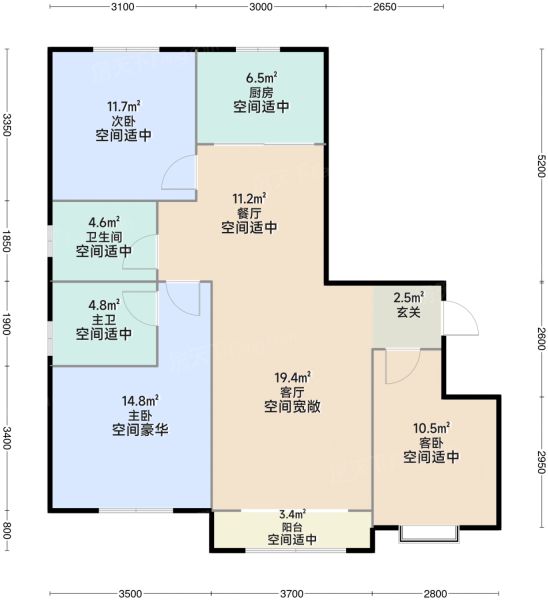 3100
3000
2650
3350
1850
1900
3400
800
11.7㎡
次卧
空间适中
6.5㎡
厨房
空间适中
11.2㎡
餐厅
空间适中
4.6㎡
卫生间
空间适中
4.8㎡
主卫
空间适中
2.5㎡
玄关
14.8㎡
主卧
空间豪华
19.4㎡
客厅
空间宽敞
10.5㎡
客卧
空间适中
3.4㎡
阳台
空间适中
5200
2600
2950
3500
3700
2800